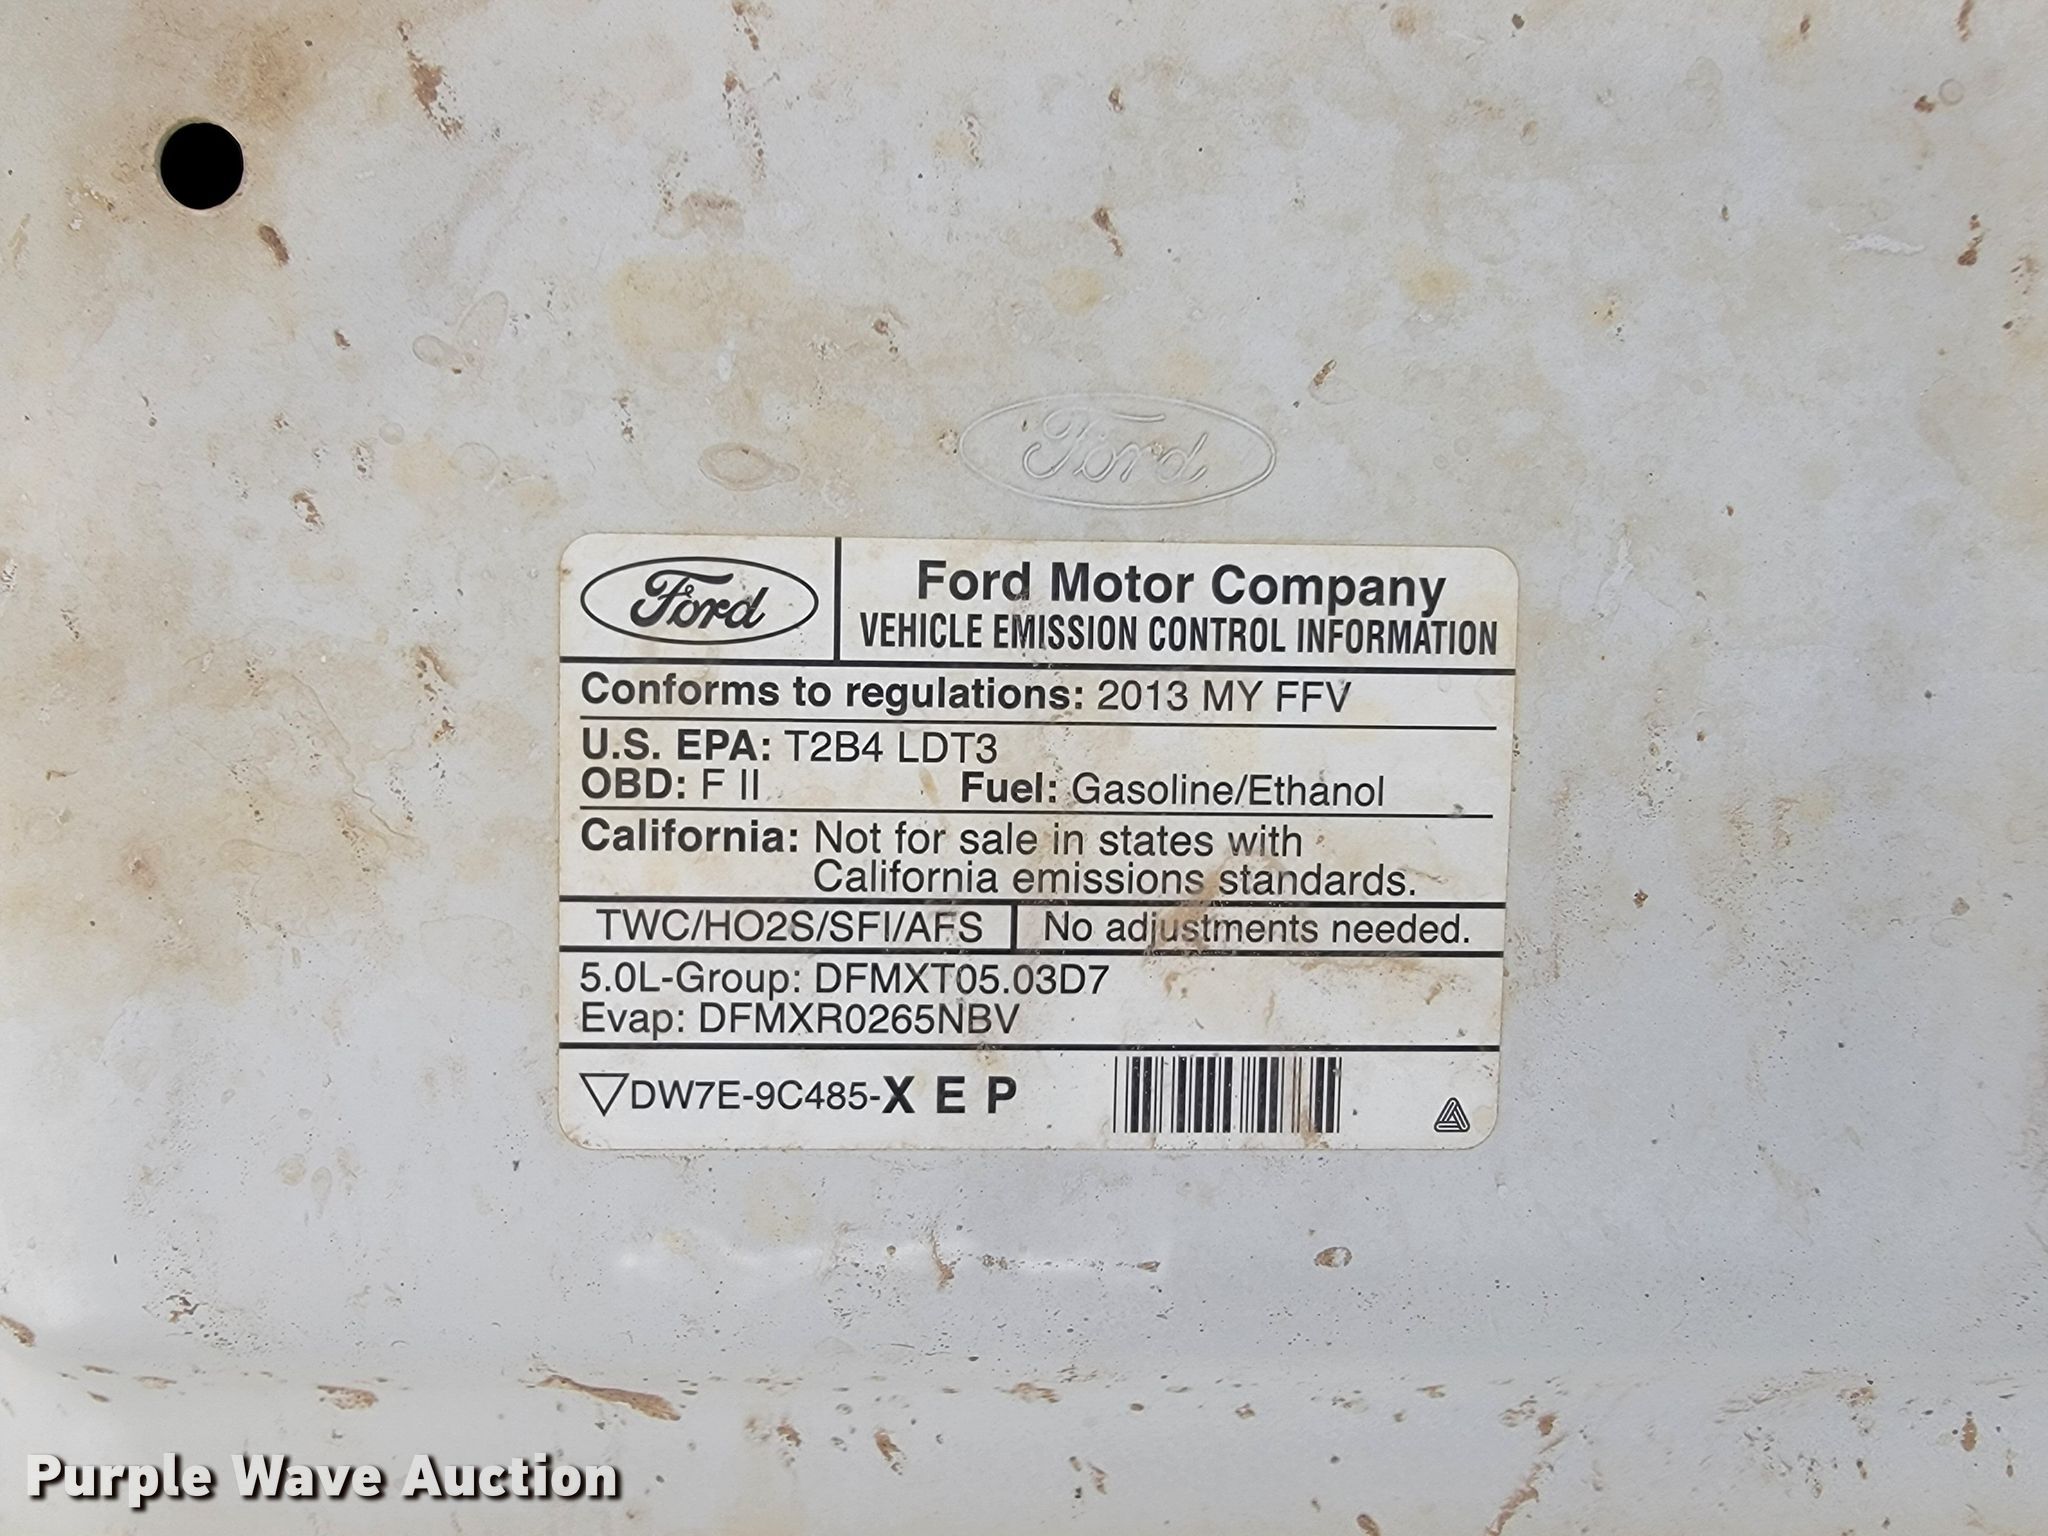 Ford
Ford
Ford Motor Company
VEHICLE EMISSION CONTROL INFORMATION
Conforms to regulations: 2013 MY FFV
U.S. EPA: T2B4 LDT3
OBD: F II Fuel: Gasoline/Ethanol
California: Not for sale in states with
California emissions standards.
TWC/HO2S/SFI/AFS No adjustments needed.
5.0L-Group: DFMXT05.03D7
Evap: DFMXR0265NBV
DW7E-9C485-X E P
Purple Wave Auction